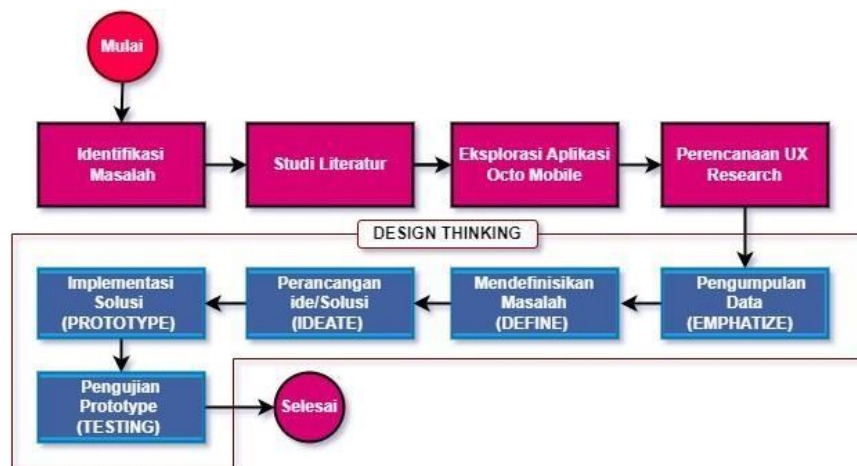 Mulai
Identifikasi
Masalah
Studi Literatur
Eksplorasi Aplikasi
Octo Mobile
Perencanaan UX
Research
DESIGN THINKING
Pengumpulan
Data
(EMPHATIZE)
Mendefinisikan
Masalah
(DEFINE)
Perancangan
ide/Solusi
(IDEATE)
Implementasi
Solusi
(PROTOTYPE)
Pengujian
Prototype
(TESTING)
Selesai